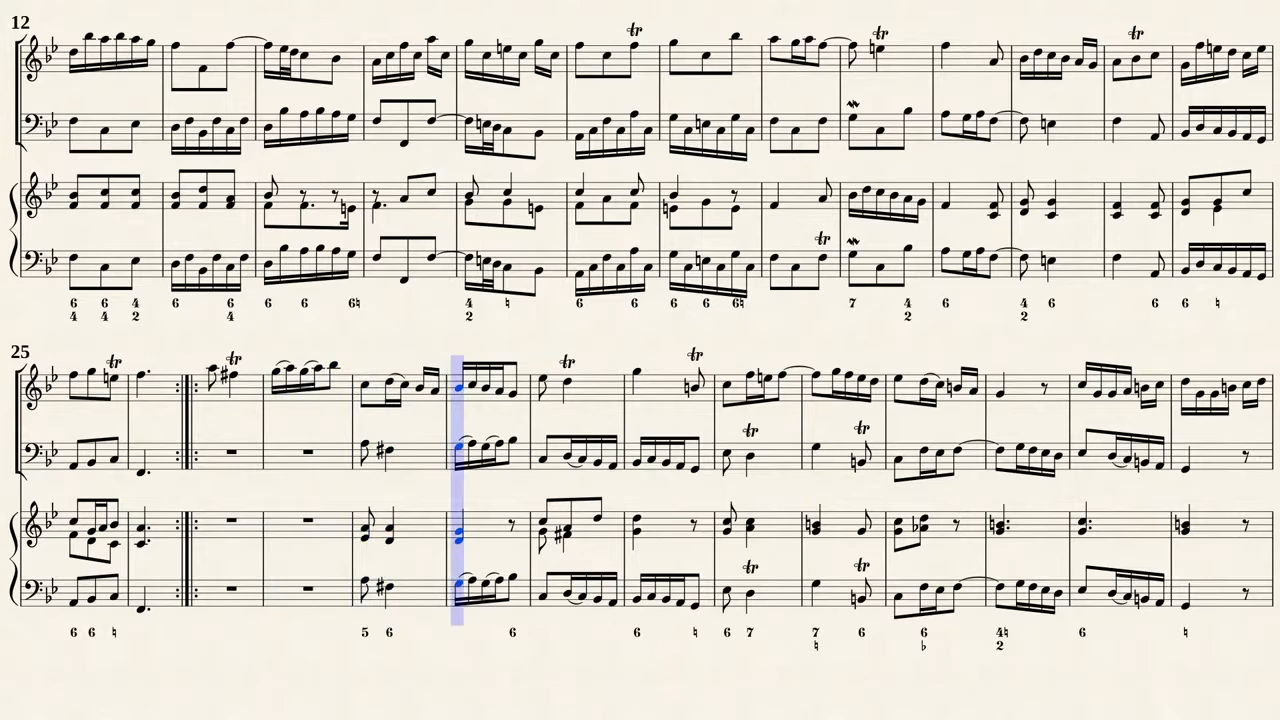 12
tr
tr
tr
tr
6 6 4 6 6 6 6 6♮ 4 ♮ 6 6 6 6 6♮ 7 4 6 4 6 6 6 ♮
4 4 2 4 2 2 2
25
tr tr tr tr
tr tr
tr tr
6 6 ♮ 5 6 6 6 ♮ 6 7 7 6 6 4♮ 6 ♮
♮ ♭ 2